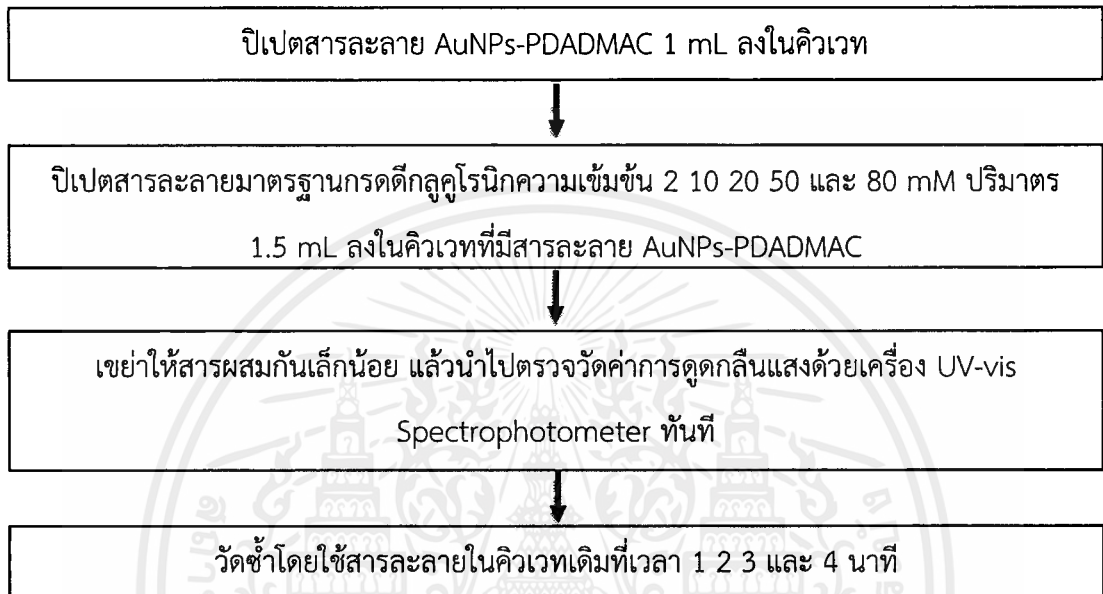 ปิเปตสารละลาย AuNPs-PDADMAC 1 mL ลงในคิวเวท
ปิเปตสารละลายมาตรฐานกรดดีกลูคูโรนิกความเข้มข้น 2 10 20 50 และ 80 mM ปริมาตร
1.5 mL ลงในคิวเวทที่มีสารละลาย AuNPs-PDADMAC
เขย่าให้สารผสมกันเล็กน้อย แล้วนำไปตรวจวัดค่าการดูดกลืนแสงด้วยเครื่อง UV-vis
Spectrophotometer ทันที
วัดซ้ำโดยใช้สารละลายในคิวเวทเดิมที่เวลา 1 2 3 และ 4 นาที